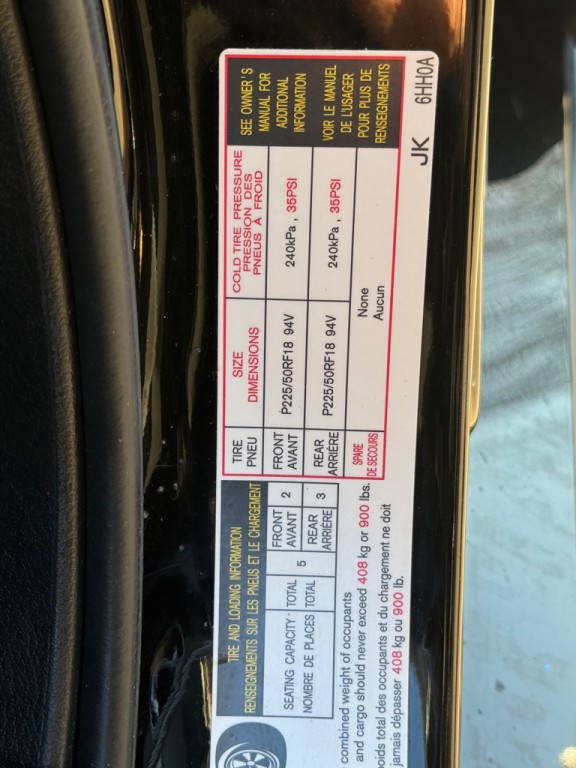 TIRE AND LOADING INFORMATION
RENSEIGNEMENTS SUR LES PNEUS ET LE CHARGEMENT
SEATING CAPACITY - TOTAL
NOMBRE DE PLACES TOTAL
5
FRONT
AVANT
2
REAR
ARRIÈRE
3
combined weight of occupants
and cargo should never exceed 408 kg or 900 lbs.
poids total des occupants et du chargement ne doit
jamais dépasser 408 kg ou 900 lb.
TIRE
PNEU
SIZE
DIMENSIONS
COLD TIRE PRESSURE
PRESSION DES
PNEUS À FROID
FRONT
AVANT
P225/50RF18 94V
240kPa , 35PSI
REAR
ARRIÈRE
P225/50RF18 94V
240kPa , 35PSI
SPARE
DE SECOURS
None
Aucun
SEE OWNER'S
MANUAL FOR
ADDITIONAL
INFORMATION
VOIR LE MANUEL
DE L'USAGER
POUR PLUS DE
RENSEIGNEMENTS
JK 6HH0A